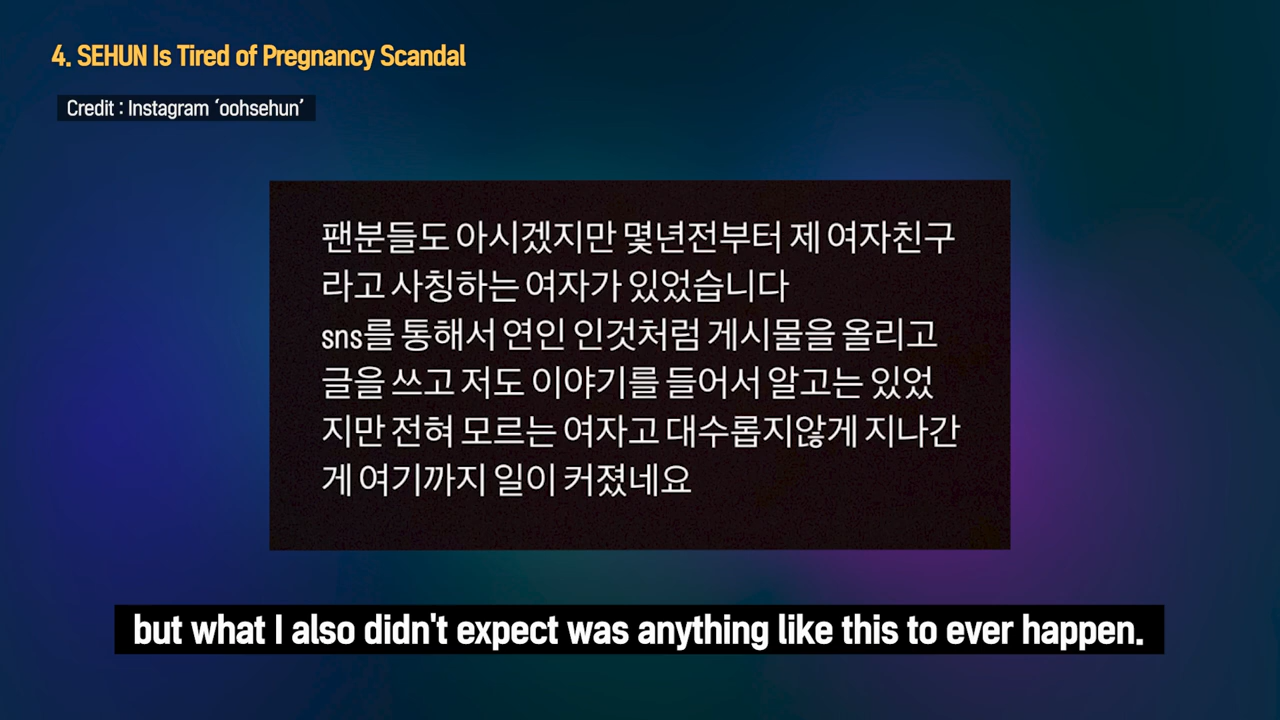 4. SEHUN Is Tired of Pregnancy Scandal
Credit : Instagram ‘oohsehun’
팬분들도 아시겠지만 몇년전부터 제 여자친구
라고 사칭하는 여자가 있었습니다
sns를 통해서 연인 인것처럼 게시물을 올리고
글을 쓰고 저도 이야기를 들어서 알고는 있었
지만 전혀 모르는 여자고 대수롭지않게 지나간
게 여기까지 일이 커졌네요
but what I also didn't expect was anything like this to ever happen.